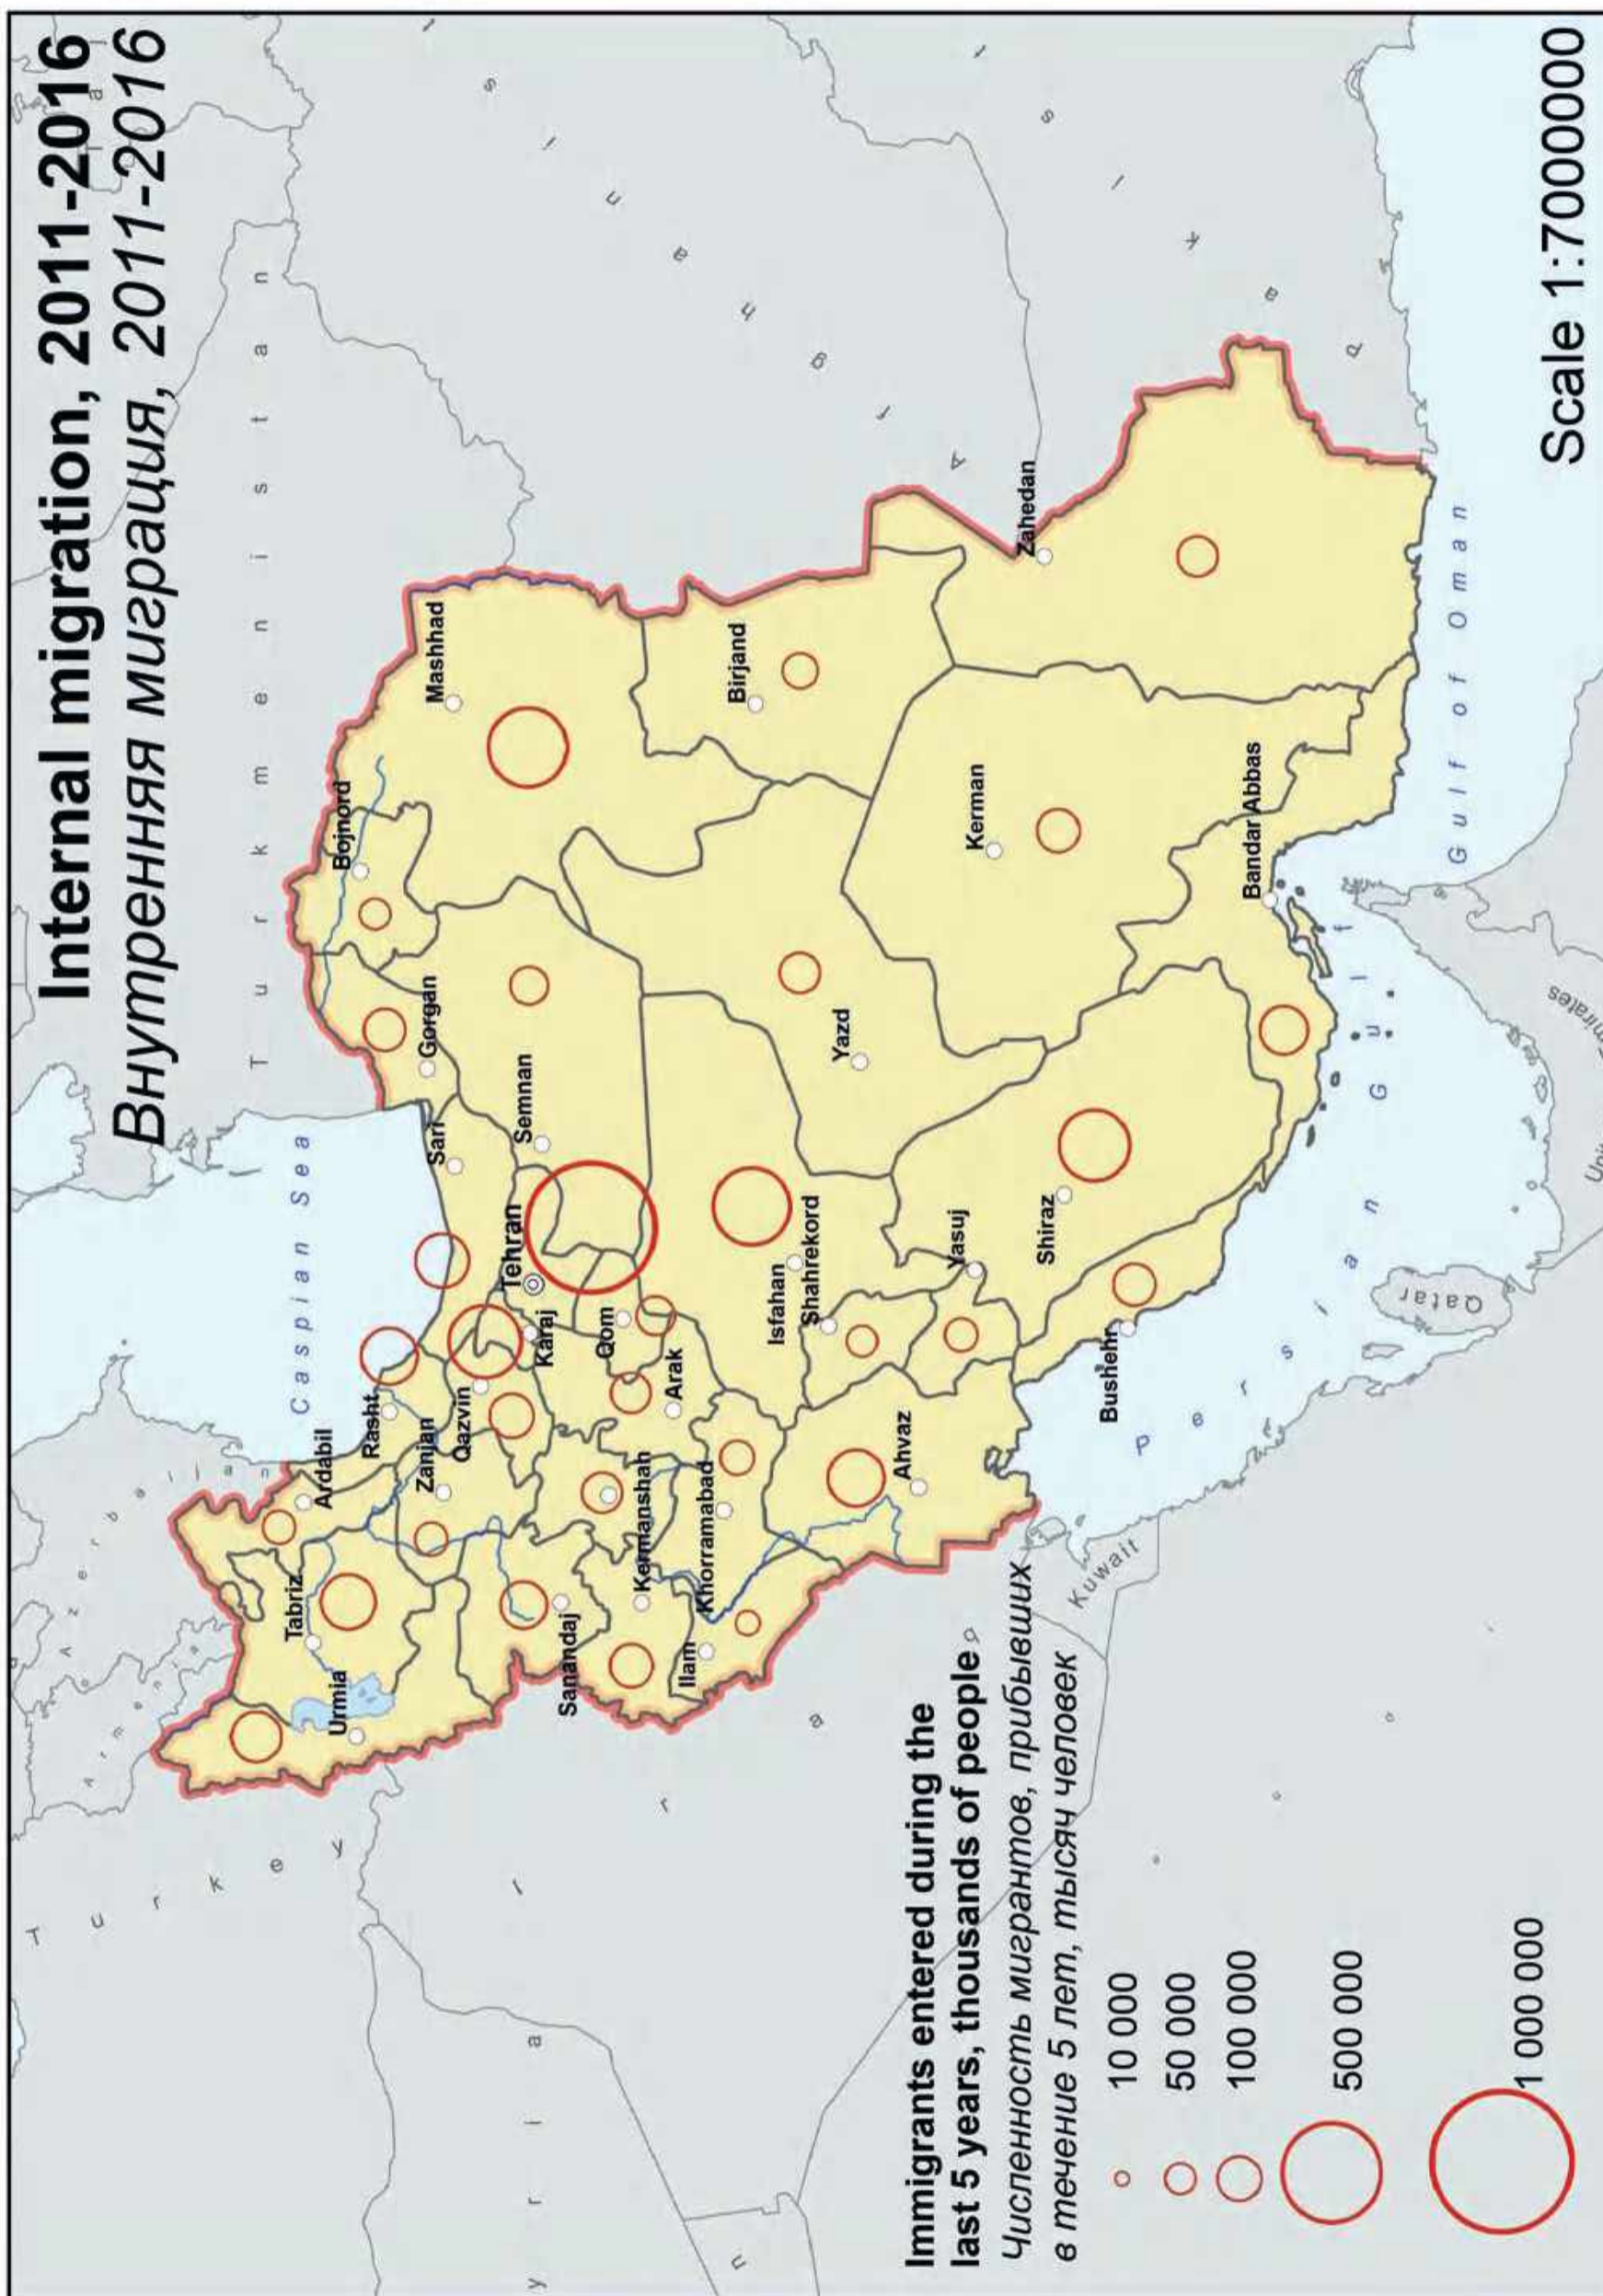 Internal migration, 2011-2016
Внутренняя миграция, 2011-2016
Turkey
Armenia
Azerbaijan
Caspian Sea
Turkmenistan
Afghanistan
Pakistan
Syria
Iraq
Kuwait
Qatar
Persian Gulf
Gulf of Oman
Urmia
Tabriz
Ardabil
Rasht
Zanjan
Qazvin
Karaj
Tehran
Sari
Gorgan
Bojnord
Mashhad
Semnan
Sanandaj
Kermanshah
Qom
Arak
Ilam
Khorramabad
Isfahan
Shahrekord
Yazd
Birjand
Ahvaz
Yasuj
Kerman
Zahedan
Shiraz
Bushehr
Bandar Abbas
Immigrants entered during the
last 5 years, thousands of people
Численность мигрантов, прибывших
в течение 5 лет, тысяч человек
10 000
50 000
100 000
500 000
1 000 000
Scale 1:7000000